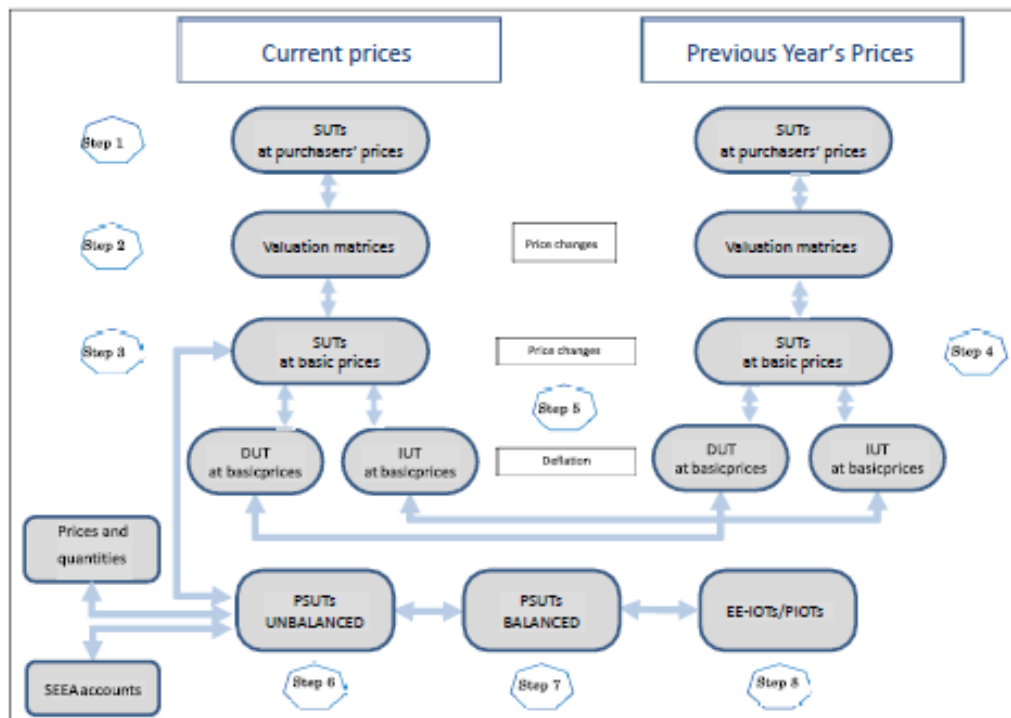 Current prices
Previous Year's Prices
Step 1
SUTs
at purchasers' prices
SUTs
at purchasers' prices
Step 2
Valuation matrices
Price changes
Valuation matrices
Step 3
SUTs
at basic prices
Price changes
SUTs
at basic prices
Step 4
Step 5
DUT
at basicprices
IUT
at basicprices
Deflation
DUT
at basicprices
IUT
at basicprices
Prices and
quantities
PSUTs
UNBALANCED
PSUTs
BALANCED
EE-IOTs/PIOTs
SEEA accounts
Step 6
Step 7
Step 8